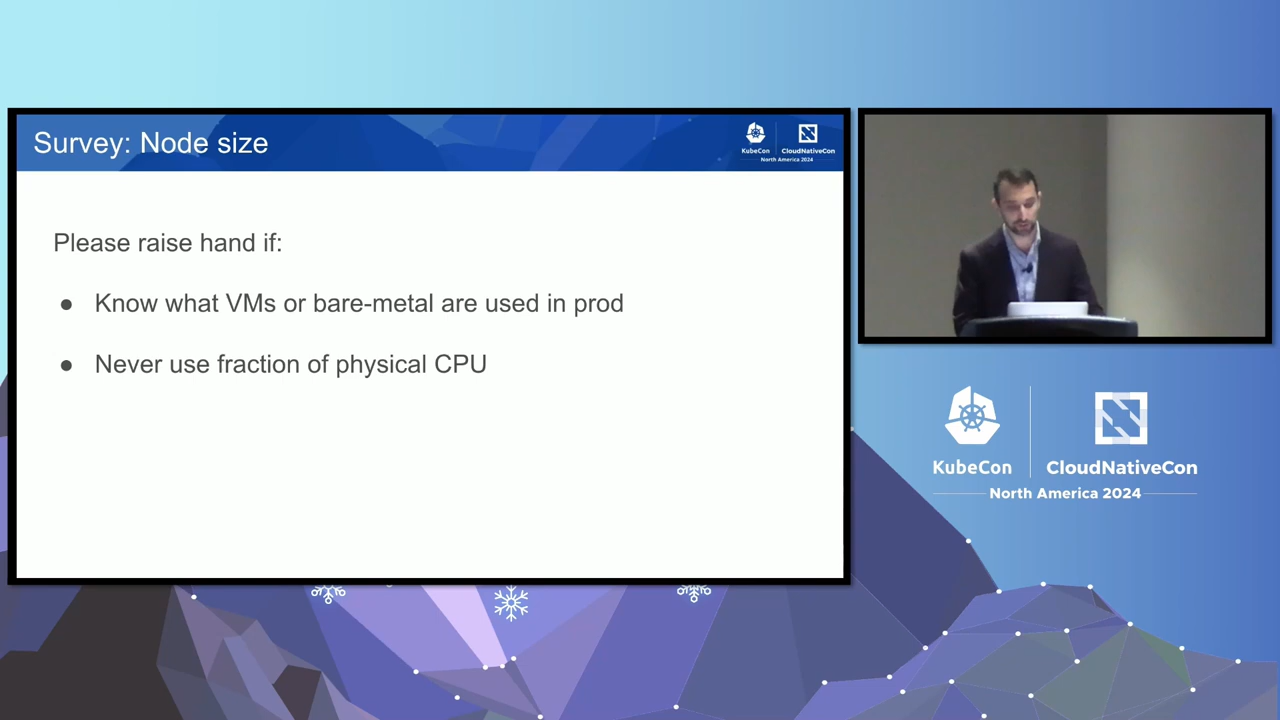 Survey: Node size
KubeCon
CloudNativeCon
North America 2024
Please raise hand if:
● Know what VMs or bare-metal are used in prod
● Never use fraction of physical CPU
KubeCon
CloudNativeCon
North America 2024